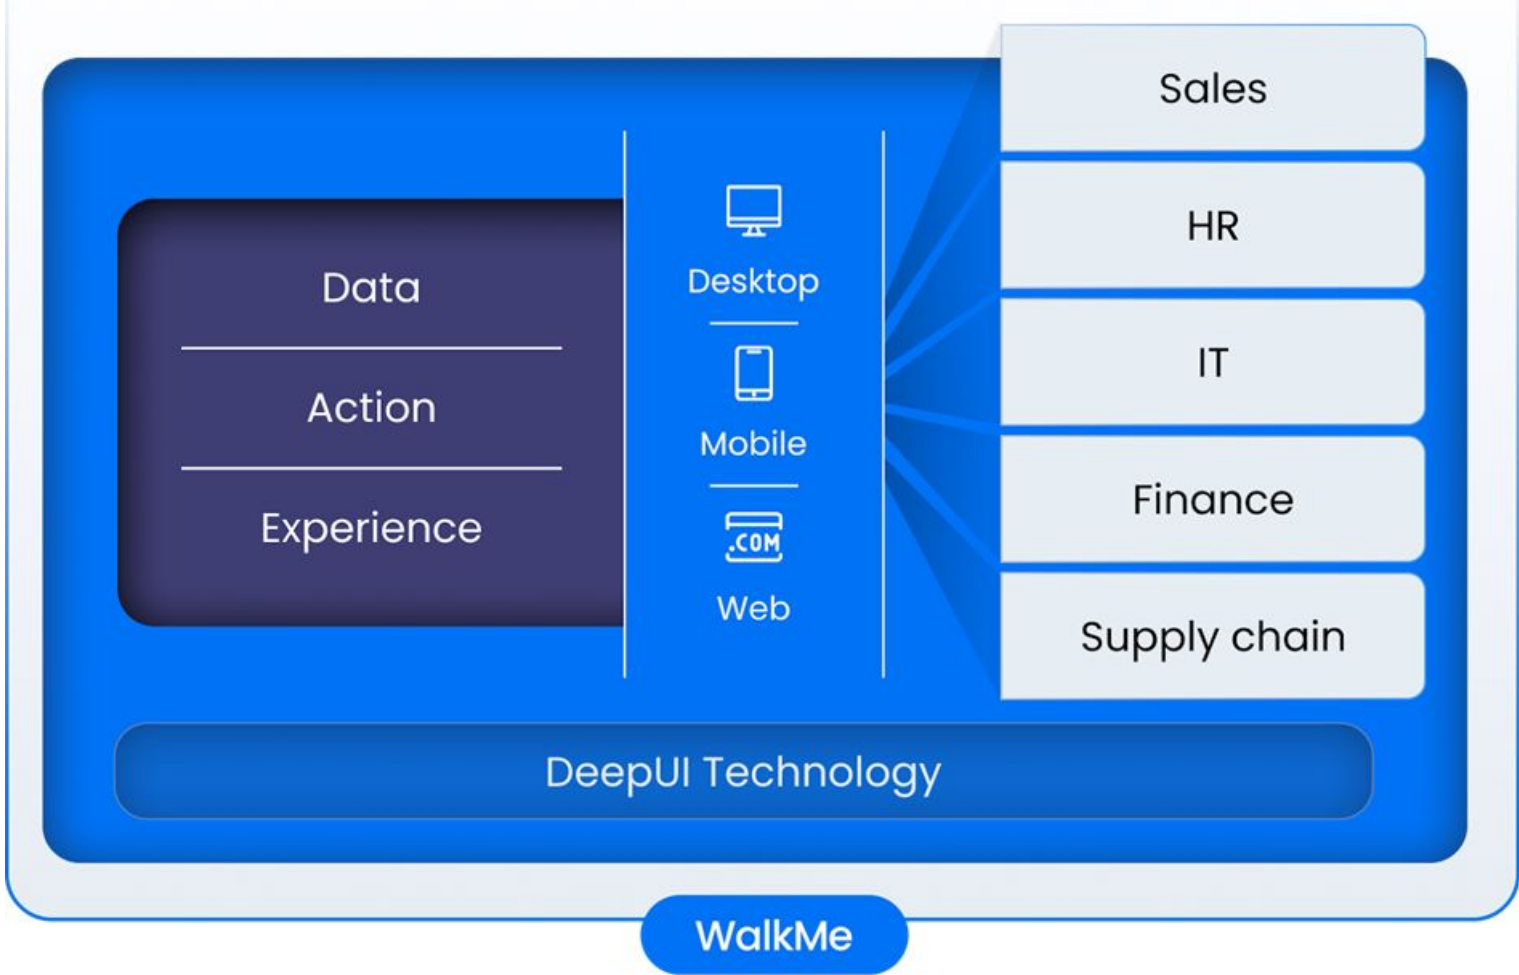 Data
Action
Experience
Desktop
Mobile
.COM
Web
Sales
HR
IT
Finance
Supply chain
DeepUI Technology
WalkMe